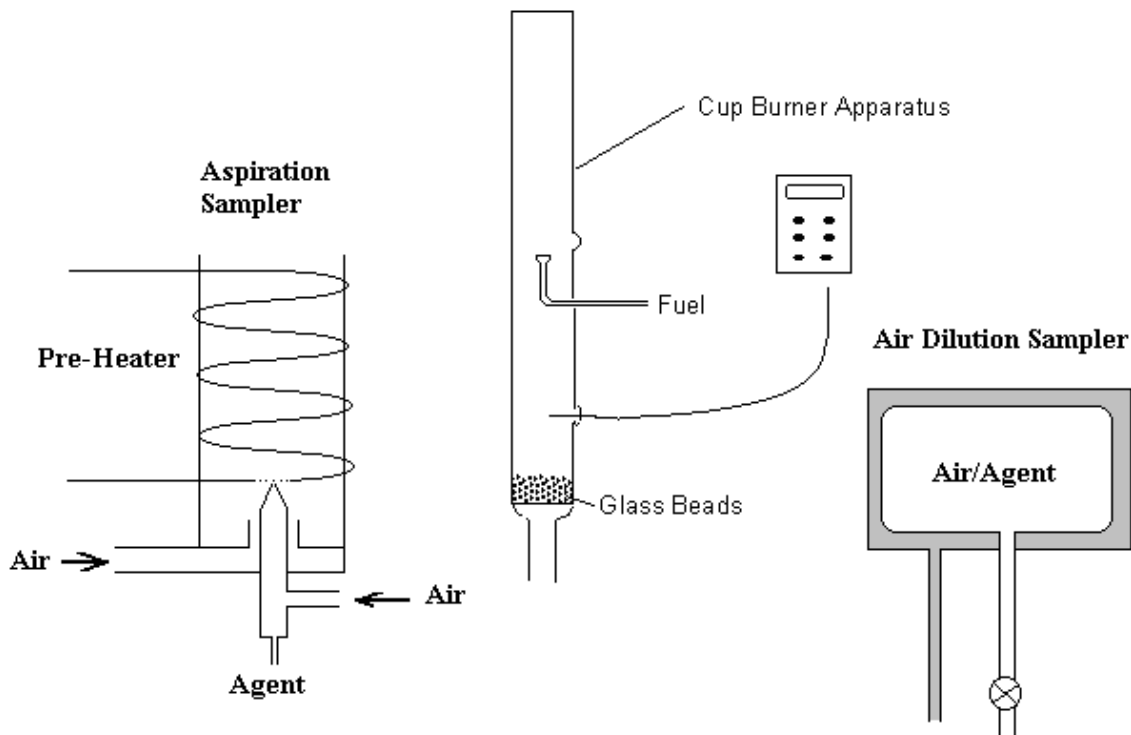 Cup Burner Apparatus
Aspiration
Sampler
Fuel
Pre-Heater
Air Dilution Sampler
Air/Agent
Glass Beads
Air
Air
Agent